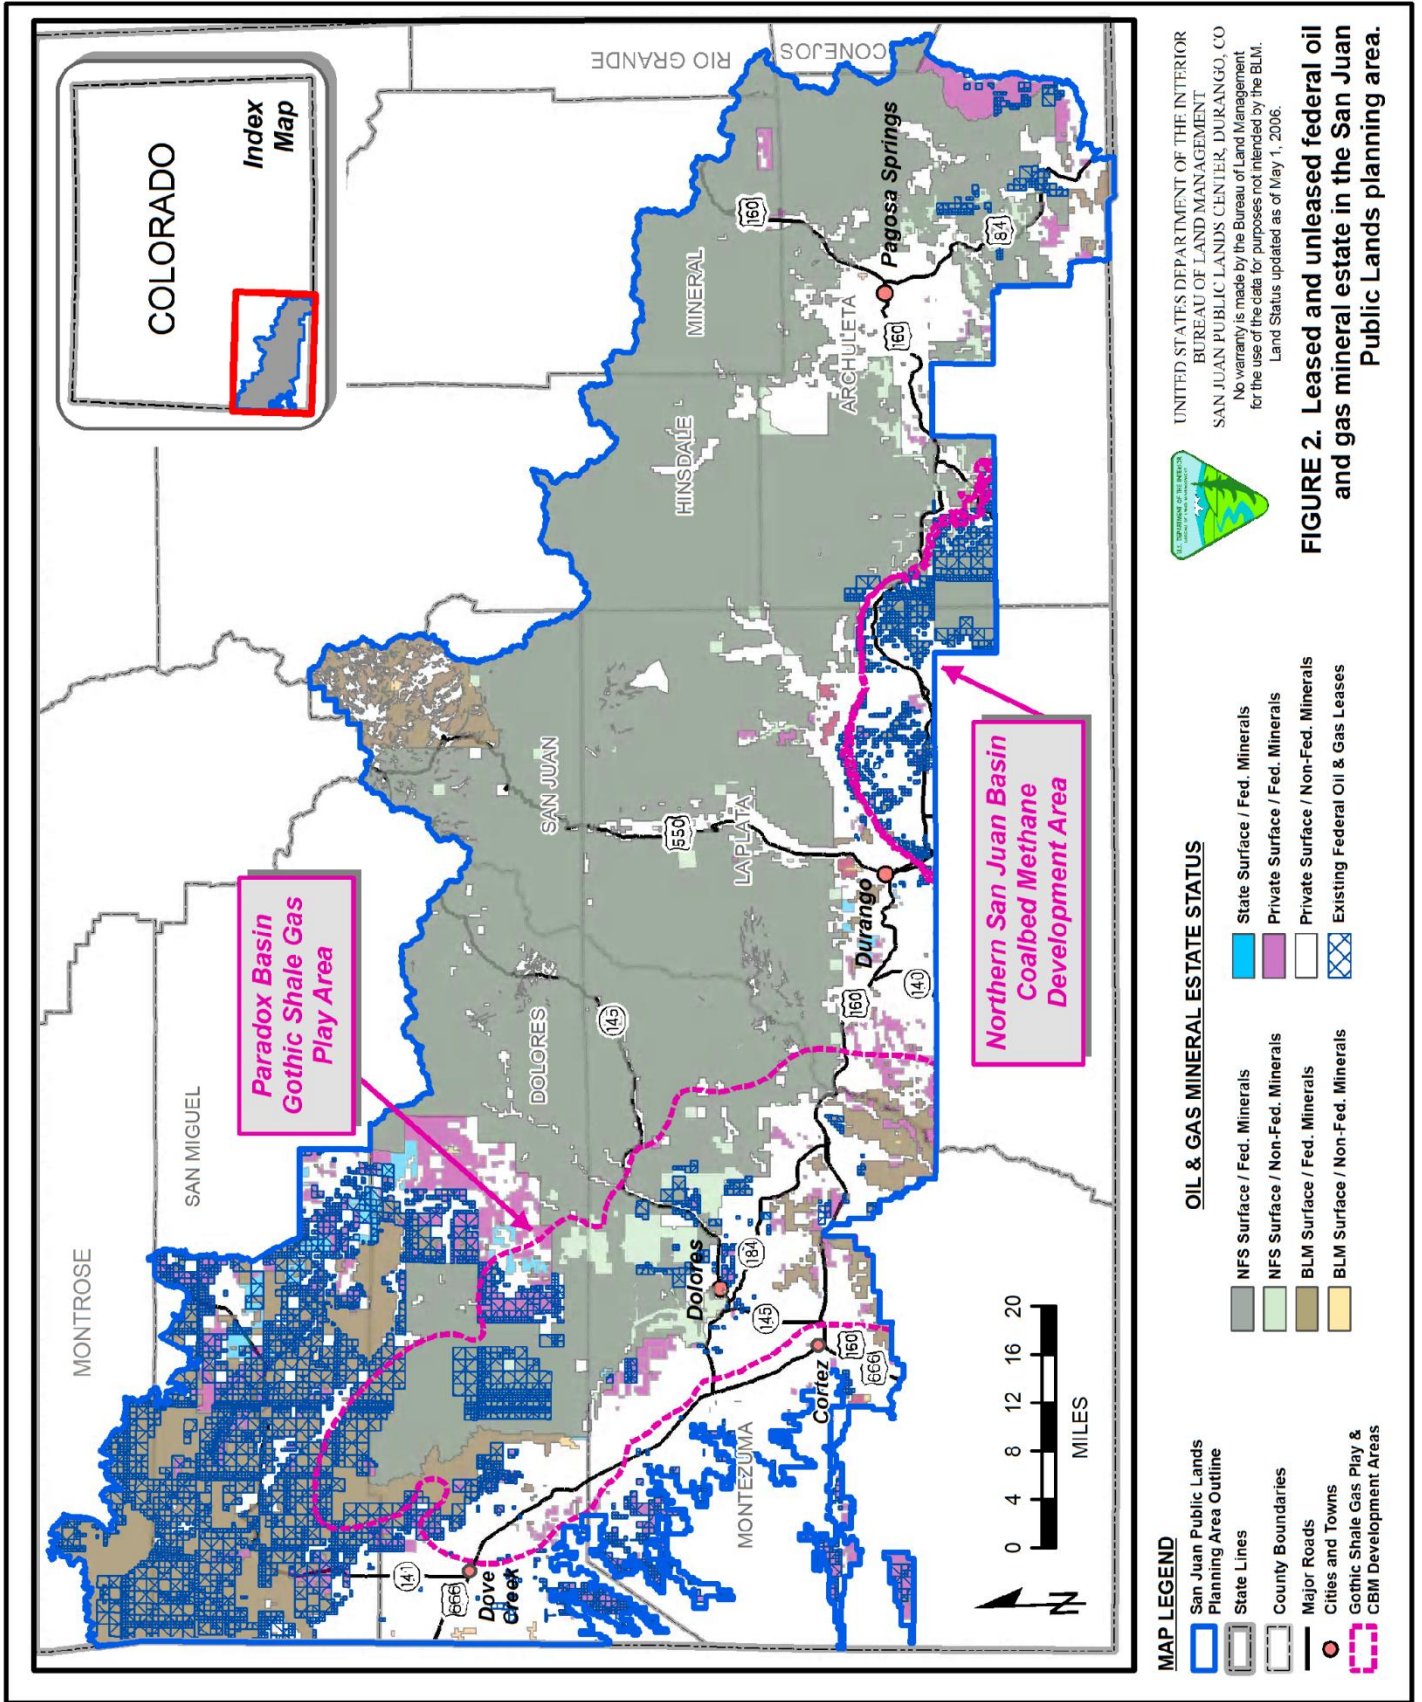 COLORADO
Index
Map
RIO GRANDE
CONEJOS
MINERAL
HINSDALE
ARCHULETA
SAN JUAN
LA PLATA
DOLORES
SAN MIGUEL
MONTROSE
MONTEZUMA
160
Pagosa Springs
84
160
550
Durango
160
140
145
Paradox Basin
Gothic Shale Gas
Play Area
Northern San Juan Basin
Coalbed Methane
Development Area
Dolores
184
145
Cortez
160
666
141
666
Dove
Creek
N
0 4 8 12 16 20
MILES
MAP LEGEND
San Juan Public Lands
Planning Area Outline
State Lines
County Boundaries
Major Roads
Cities and Towns
Gothic Shale Gas Play &
CBM Development Areas
OIL & GAS MINERAL ESTATE STATUS
NFS Surface / Fed. Minerals
NFS Surface / Non-Fed. Minerals
BLM Surface / Fed. Minerals
BLM Surface / Non-Fed. Minerals
State Surface / Fed. Minerals
Private Surface / Fed. Minerals
Private Surface / Non-Fed. Minerals
Existing Federal Oil & Gas Leases
UNITED STATES DEPARTMENT OF THE INTERIOR
BUREAU OF LAND MANAGEMENT
SAN JUAN PUBLIC LANDS CENTER, DURANGO, CO
No warranty is made by the Bureau of Land Management
for the use of the data for purposes not intended by the BLM.
Land Status updated as of May 1, 2006.
FIGURE 2. Leased and unleased federal oil
and gas mineral estate in the San Juan
Public Lands planning area.